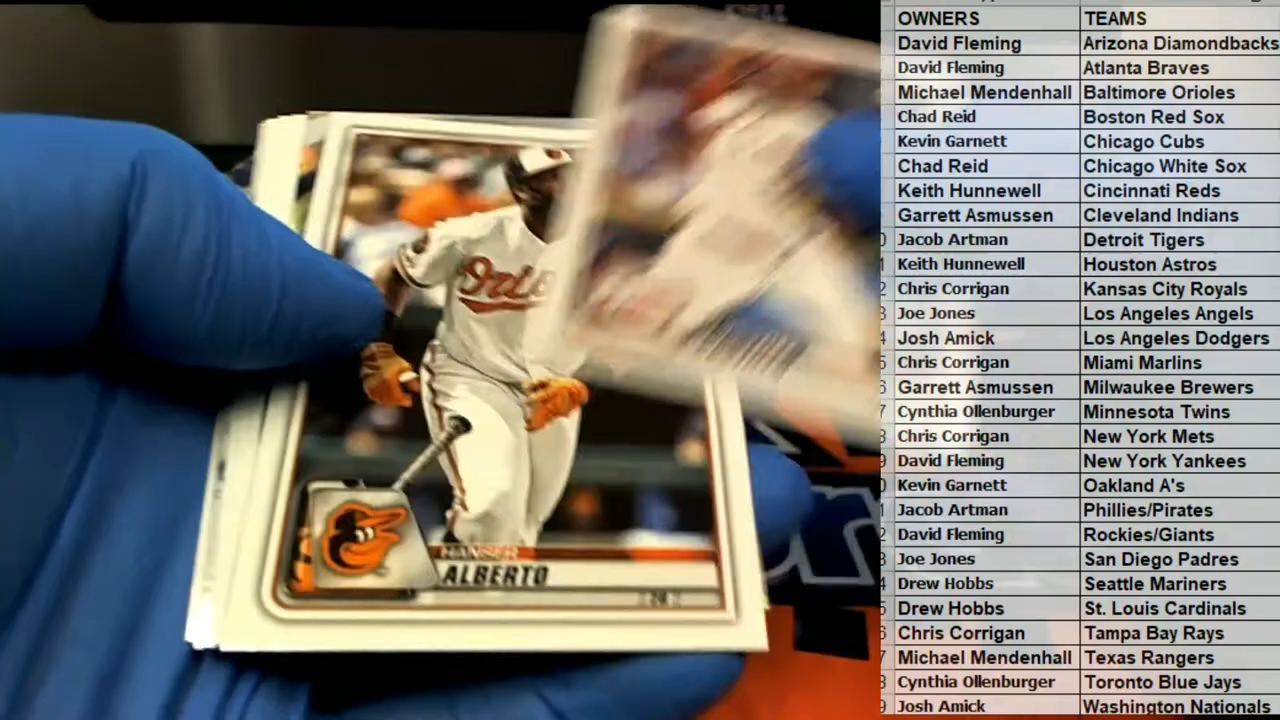 OWNERS TEAMS
David Fleming Arizona Diamondbacks
David Fleming Atlanta Braves
Michael Mendenhall Baltimore Orioles
Chad Reid Boston Red Sox
Kevin Garnett Chicago Cubs
Chad Reid Chicago White Sox
Keith Hunnewell Cincinnati Reds
Garrett Asmussen Cleveland Indians
Jacob Artman Detroit Tigers
Keith Hunnewell Houston Astros
Chris Corrigan Kansas City Royals
Joe Jones Los Angeles Angels
Josh Amick Los Angeles Dodgers
Chris Corrigan Miami Marlins
Garrett Asmussen Milwaukee Brewers
Cynthia Ollenburger Minnesota Twins
Chris Corrigan New York Mets
David Fleming New York Yankees
Kevin Garnett Oakland A's
Jacob Artman Phillies/Pirates
David Fleming Rockies/Giants
Joe Jones San Diego Padres
Drew Hobbs Seattle Mariners
Drew Hobbs St. Louis Cardinals
Chris Corrigan Tampa Bay Rays
Michael Mendenhall Texas Rangers
Cynthia Ollenburger Toronto Blue Jays
Josh Amick Washington Nationals
HANSER
ALBERTO
2B